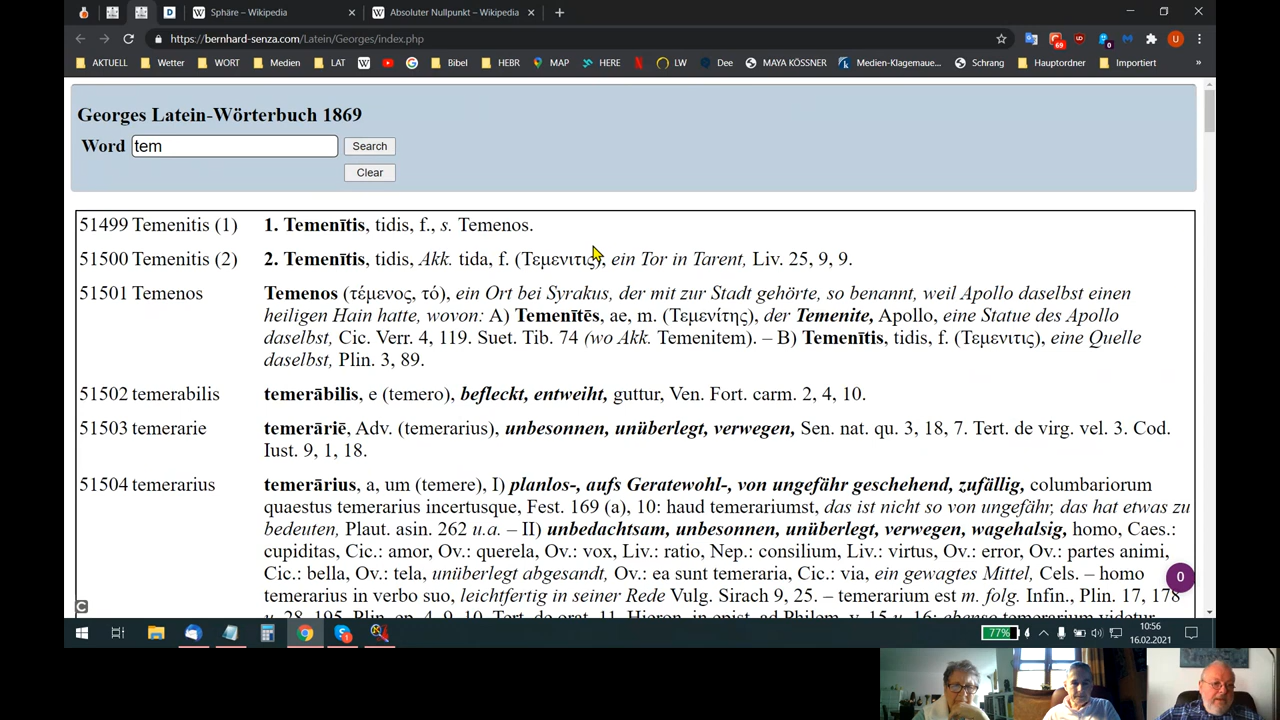 D Sphäre – Wikipedia × Absoluter Nullpunkt – Wikipedia × +
https://bernhard-senza.com/Latein/Georges/index.php
AKTUELL Wetter WORT Medien LAT Bibel HEBR MAP HERE LW Dee MAYA KÖSSNER Medien-Klagemaue... Schrang Hauptordner Importiert »
Georges Latein-Wörterbuch 1869
Word tem Search
Clear
51499 Temenitis (1) 1. Temenītis, tidis, f., s. Temenos.
51500 Temenitis (2) 2. Temenītis, tidis, Akk. tida, f. (Τεμενιτις), ein Tor in Tarent, Liv. 25, 9, 9.
51501 Temenos Temenos (τέμενος, τό), ein Ort bei Syrakus, der mit zur Stadt gehörte, so benannt, weil Apollo daselbst einen
heiligen Hain hatte, wovon: A) Temenītēs, ae, m. (Τεμενίτης), der Temenite, Apollo, eine Statue des Apollo
daselbst, Cic. Verr. 4, 119. Suet. Tib. 74 (wo Akk. Temenitem). – B) Temenītis, tidis, f. (Τεμενιτις), eine Quelle
daselbst, Plin. 3, 89.
51502 temerabilis temerābilis, e (temero), befleckt, entweiht, guttur, Ven. Fort. carm. 2, 4, 10.
51503 temerarie temerāriē, Adv. (temerarius), unbesonnen, unüberlegt, verwegen, Sen. nat. qu. 3, 18, 7. Tert. de virg. vel. 3. Cod.
Iust. 9, 1, 18.
51504 temerarius temerārius, a, um (temere), I) planlos-, aufs Geratewohl-, von ungefähr geschehend, zufällig, columbariorum
quaestus temerarius incertusque, Fest. 169 (a), 10: haud temerariumst, das ist nicht so von ungefähr, das hat etwas zu
bedeuten, Plaut. asin. 262 u.a. – II) unbedachtsam, unbesonnen, unüberlegt, verwegen, wagehalsig, homo, Caes.:
cupiditas, Cic.: amor, Ov.: querela, Ov.: vox, Liv.: ratio, Nep.: consilium, Liv.: virtus, Ov.: error, Ov.: partes animi,
Cic.: bella, Ov.: tela, unüberlegt abgesandt, Ov.: ea sunt temeraria, Cic.: via, ein gewagtes Mittel, Cels. – homo
temerarius in verbo suo, leichtfertig in seiner Rede Vulg. Sirach 9, 25. – temerarium est m. folg. Infin., Plin. 17, 178
0
77% 10:56
16.02.2021